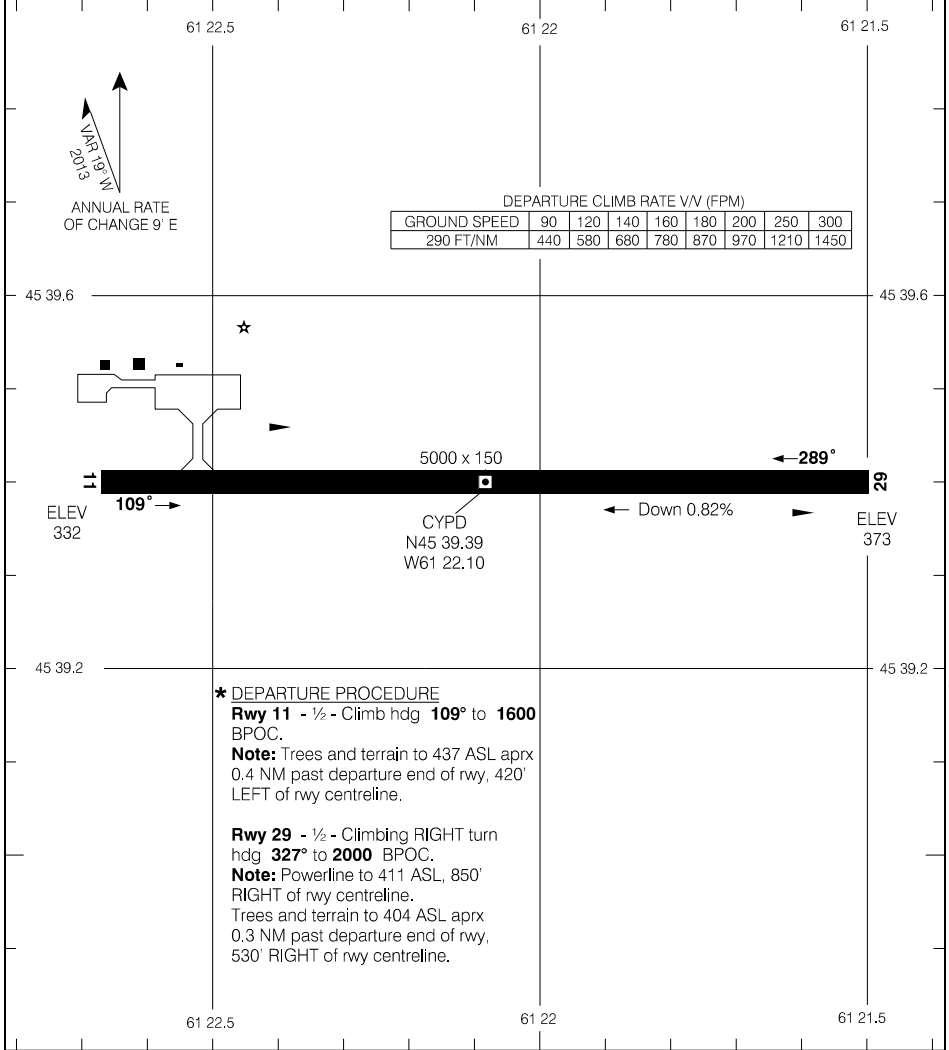 61 22.5 61 22 61 21.5
VAR 19° W
2013
ANNUAL RATE
OF CHANGE 9' E
DEPARTURE CLIMB RATE V/V (FPM)
GROUND SPEED 90 120 140 160 180 200 250 300
290 FT/NM 440 580 680 780 870 970 1210 1450
45 39.6 45 39.6
5000 x 150
289°
11
29
109°
ELEV
332
CYPD
N45 39.39
W61 22.10
Down 0.82%
ELEV
373
45 39.2 45 39.2
* DEPARTURE PROCEDURE
Rwy 11 - ½ - Climb hdg 109° to 1600
BPOC.
Note: Trees and terrain to 437 ASL aprx
0.4 NM past departure end of rwy, 420'
LEFT of rwy centreline.
Rwy 29 - ½ - Climbing RIGHT turn
hdg 327° to 2000 BPOC.
Note: Powerline to 411 ASL, 850'
RIGHT of rwy centreline.
Trees and terrain to 404 ASL aprx
0.3 NM past departure end of rwy,
530' RIGHT of rwy centreline.
61 22.5 61 22 61 21.5